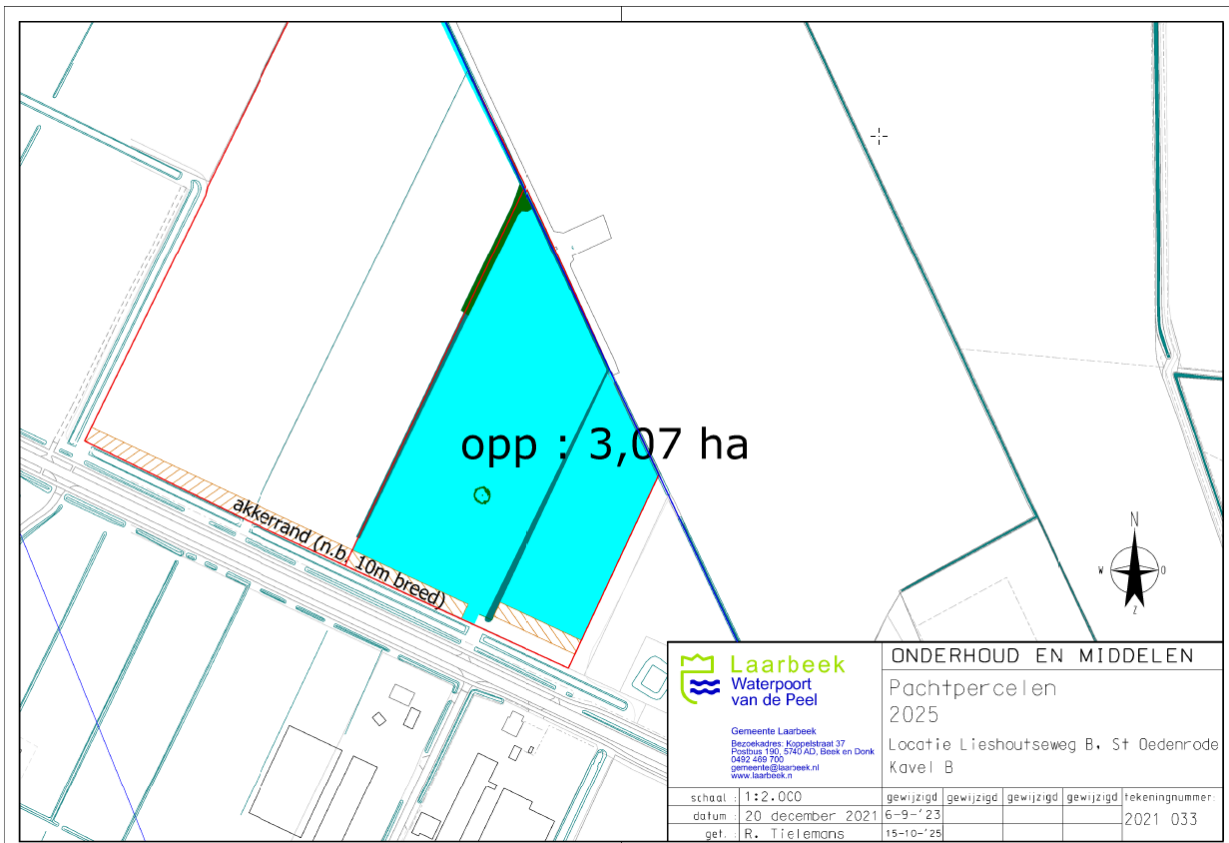 opp : 3,07 ha
akkerrand (n.b. 10m breed)
N
W
O
Z
Laarbeek
Waterpoort
van de Peel
Gemeente Laarbeek
Bezoekadres: Koppelstraat 37
Postbus 190, 5740 AD, Beek en Donk
0492 469 700
gemeente@laarbeek.nl
www.laarbeek.n
ONDERHOUD EN MIDDELEN
Pachtpercelen
2025
Locatie Lieshoutseweg B, St Oedenrode
Kavel B
schaal : 1:2.000
datum : 20 december 2021
get. : R. Tielemans
gewijzigd gewijzigd gewijzigd gewijzigd
6-9-'23
15-10-'25
tekeningnummer:
2021 033